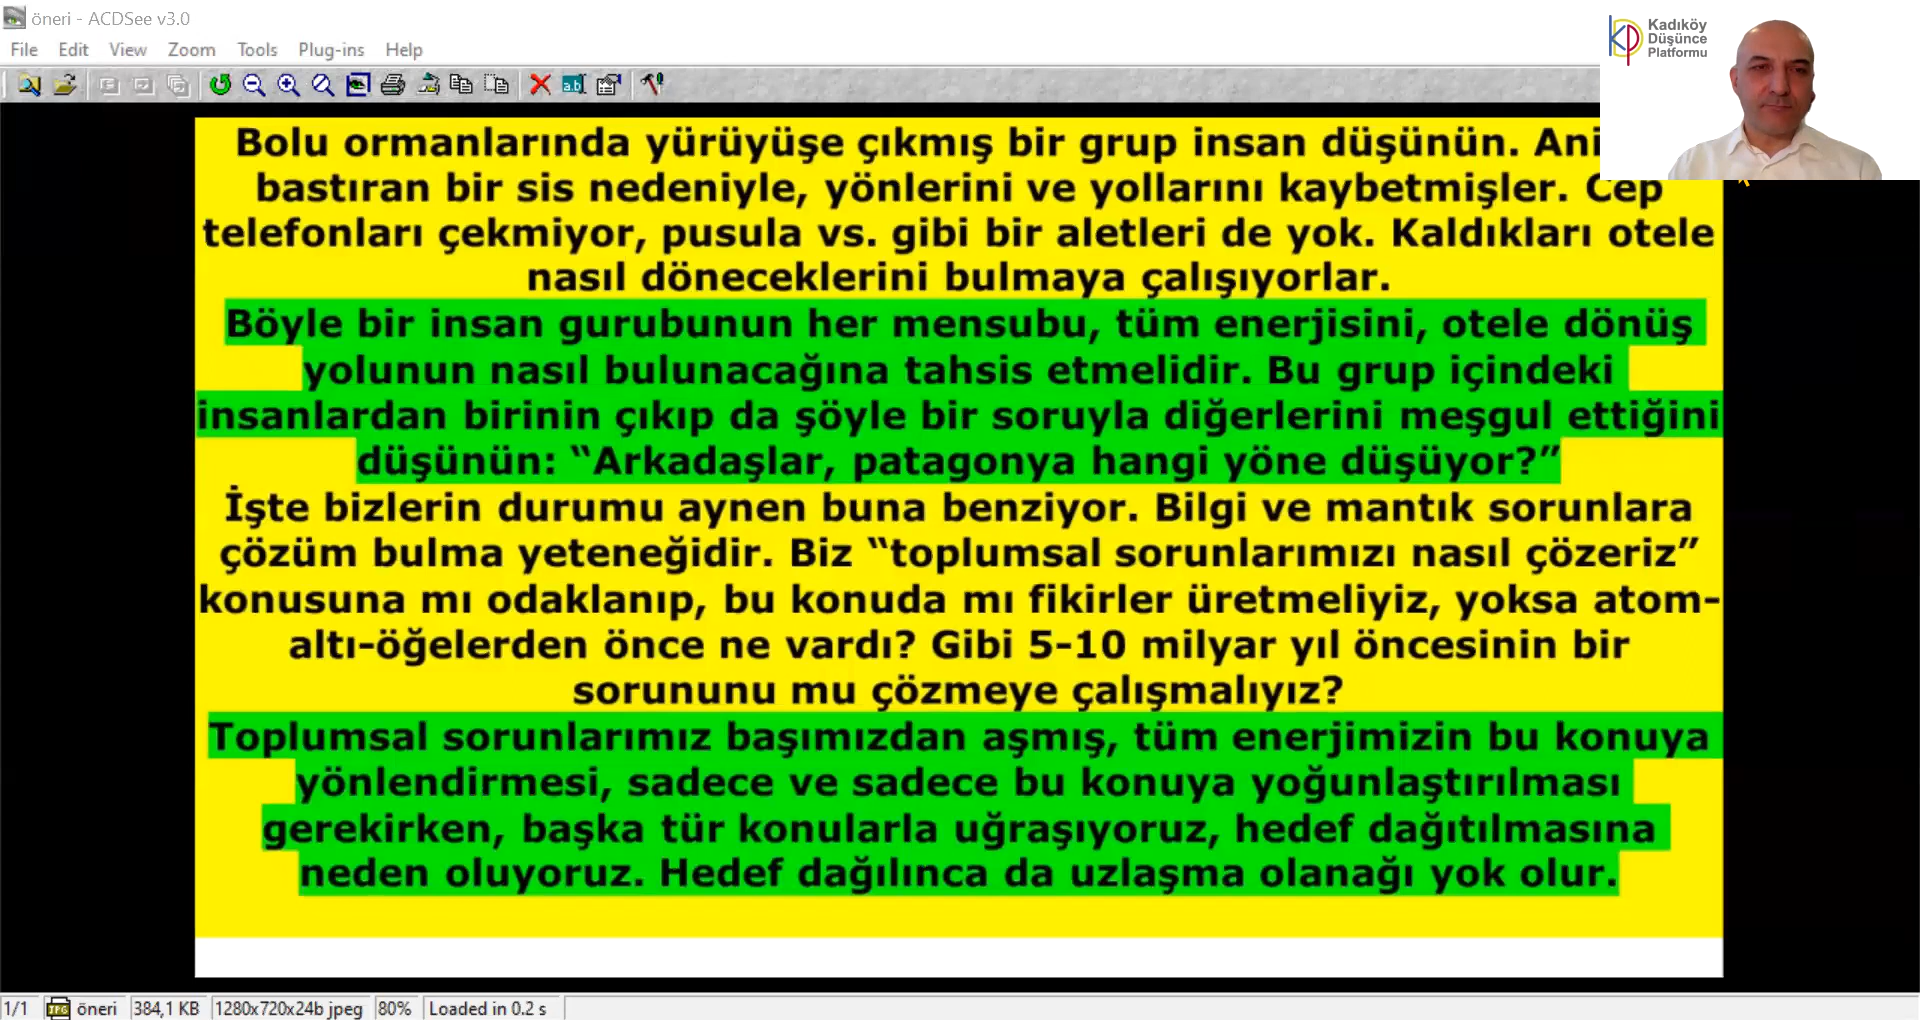 öneri - ACDSee v3.0
File Edit View Zoom Tools Plug-ins Help
Kadıköy
Düşünce
Platformu
Bolu ormanlarında yürüyüşe çıkmış bir grup insan düşünün.
bastıran bir sis nedeniyle, yönlerini ve yollarını kaybetmişler. Cep
telefonları çekmiyor, pusula vs. gibi bir aletleri de yok. Kaldıkları otele
nasıl döneceklerini bulmaya çalışıyorlar.
Böyle bir insan gurubunun her mensubu, tüm enerjisini, otele dönüş
yolunun nasıl bulunacağına tahsis etmelidir. Bu grup içindeki
insanlardan birinin çıkıp da şöyle bir soruyla diğerlerini meşgul ettiğini
düşünün: “Arkadaşlar, patagonya hangi yöne düşüyor?”
İşte bizlerin durumu aynen buna benziyor. Bilgi ve mantık sorunlara
çözüm bulma yeteneğidir. Biz “toplumsal sorunlarımızı nasıl çözeriz”
konusuna mı odaklanıp, bu konuda mı fikirler üretmeliyiz, yoksa atom-
altı-öğelerden önce ne vardı? Gibi 5-10 milyar yıl öncesinin bir
sorununu mu çözmeye çalışmalıyız?
Toplumsal sorunlarımız başımızdan aşmış, tüm enerjimizin bu konuya
yönlendirmesi, sadece ve sadece bu konuya yoğunlaştırılması
gerekirken, başka tür konularla uğraşıyoruz, hedef dağıtılmasına
neden oluyoruz. Hedef dağılınca da uzlaşma olanağı yok olur.
1/1 öneri 384,1 KB 1280x720x24b jpeg 80% Loaded in 0.2 s